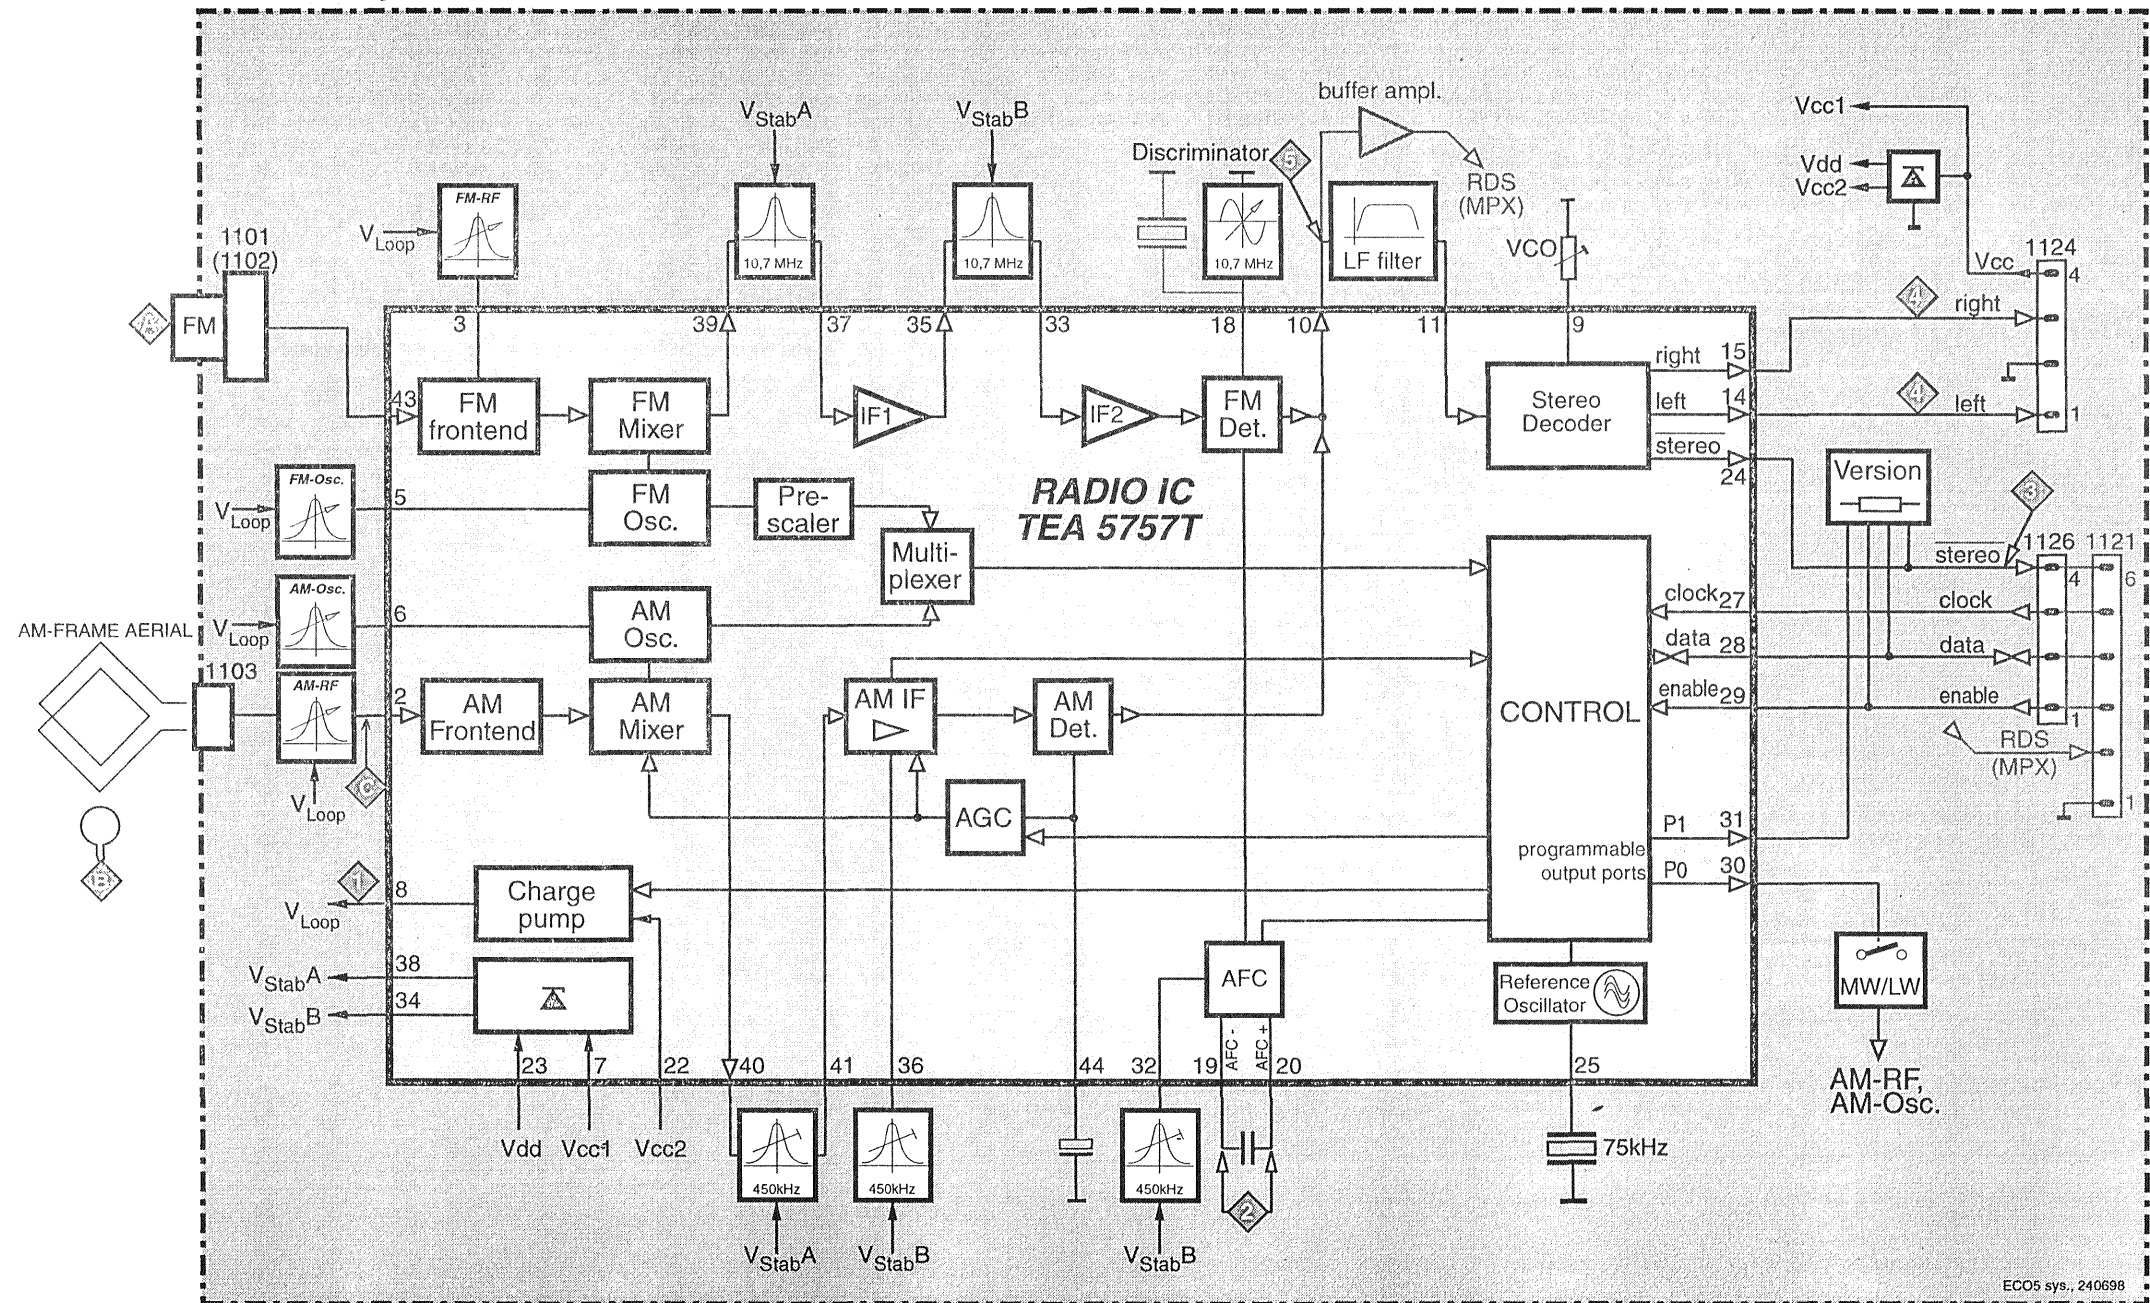 buffer ampl.
VStabA
VStabB
Vcc1
Discriminator
5
Vdd
Vcc2
RDS
(MPX)
FM-RF
VLoop
1101
(1102)
10,7 MHz
10,7 MHz
LF filter
VCO
1124
Vcc
4
4
right
A
FM
3
39
37
35
33
18
10
11
9
right
15
43
FM
frontend
FM
Mixer
IF1
IF2
FM
Det.
Stereo
Decoder
left
14
4
left
1
stereo
24
Version
FM-Osc.
VLoop
5
FM
Osc.
Pre-
scaler
RADIO IC
TEA 5757T
3
Multi-
plexer
stereo
1126
1121
4
6
AM-Osc.
VLoop
6
AM
Osc.
clock
27
clock
AM-FRAME AERIAL
data
28
data
1103
AM-RF
2
AM
Frontend
AM
Mixer
AM IF
AM
Det.
CONTROL
enable
29
enable
1
RDS
(MPX)
1
VLoop
C
B
AGC
P1
31
programmable
output ports
P0
30
1
8
Charge
pump
VLoop
38
VStabA
34
VStabB
AFC
Reference
Oscillator
MW/LW
23
7
22
40
41
36
44
32
19
AFC -
AFC +
20
25
AM-RF,
AM-Osc.
Vdd
Vcc1
Vcc2
450kHz
450kHz
450kHz
75kHz
2
VStabA
VStabB
VStabB
ECO5 sys., 240698